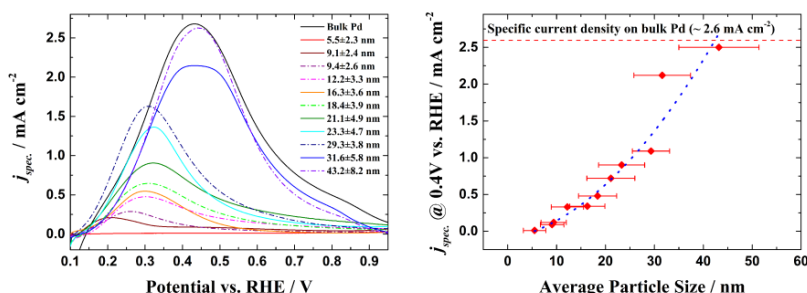 j spec. / mA cm-2
2.5
2.0
1.5
1.0
0.5
0.0
Bulk Pd
5.5±2.3 nm
9.1±2.4 nm
9.4±2.6 nm
12.2±3.3 nm
16.3±3.6 nm
18.4±3.9 nm
21.1±4.9 nm
23.3±4.7 nm
29.3±3.8 nm
31.6±5.8 nm
43.2±8.2 nm
0.1 0.2 0.3 0.4 0.5 0.6 0.7 0.8 0.9
Potential vs. RHE / V
j spec. @ 0.4V vs. RHE / mA cm-2
Specific current density on bulk Pd (~ 2.6 mA cm-2)
2.5
2.0
1.5
1.0
0.5
0.0
0 10 20 30 40 50 60
Average Particle Size / nm